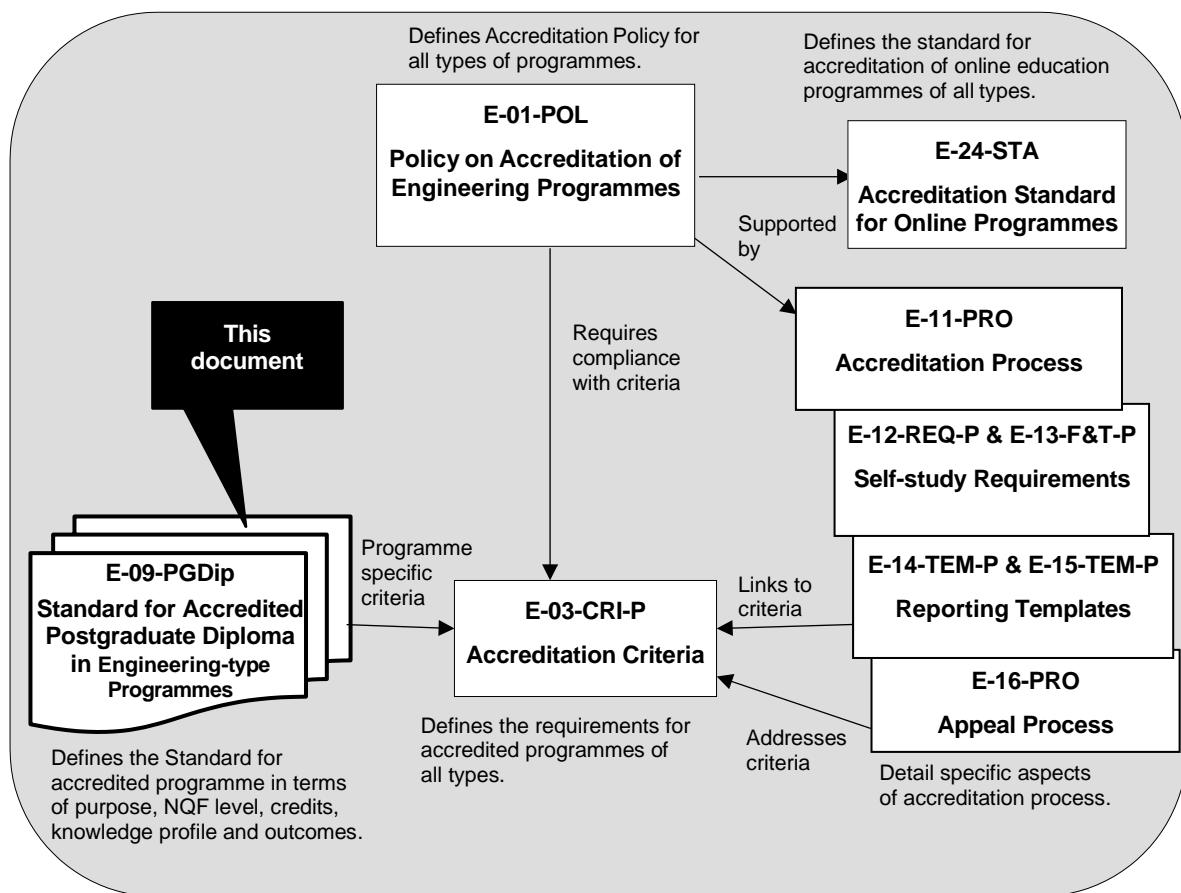 Defines Accreditation Policy for
all types of programmes.
Defines the standard for
accreditation of online education
programmes of all types.
E-01-POL
Policy on Accreditation of
Engineering Programmes
E-24-STA
Accreditation Standard
for Online Programmes
Supported
by
This
document
Requires
compliance
with criteria
E-11-PRO
Accreditation Process
E-12-REQ-P & E-13-F&T-P
Self-study Requirements
E-09-PGDip
Standard for Accredited
Postgraduate Diploma
in Engineering-type
Programmes
Programme
specific
criteria
E-03-CRI-P
Accreditation Criteria
Links to
criteria
E-14-TEM-P & E-15-TEM-P
Reporting Templates
E-16-PRO
Appeal Process
Defines the Standard for
accredited programme in terms
of purpose, NQF level, credits,
knowledge profile and outcomes.
Defines the requirements for
accredited programmes of
all types.
Addresses
criteria
Detail specific aspects
of accreditation process.